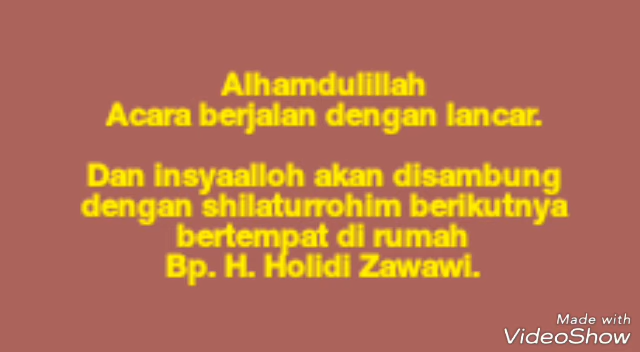 Alhamdulillah
Acara berjalan dengan lancar.
Dan insyaalloh akan disambung
dengan shilaturrohim berikutnya
bertempat di rumah
Bp. H. Holidi Zawawi.
Made with
VideoShow